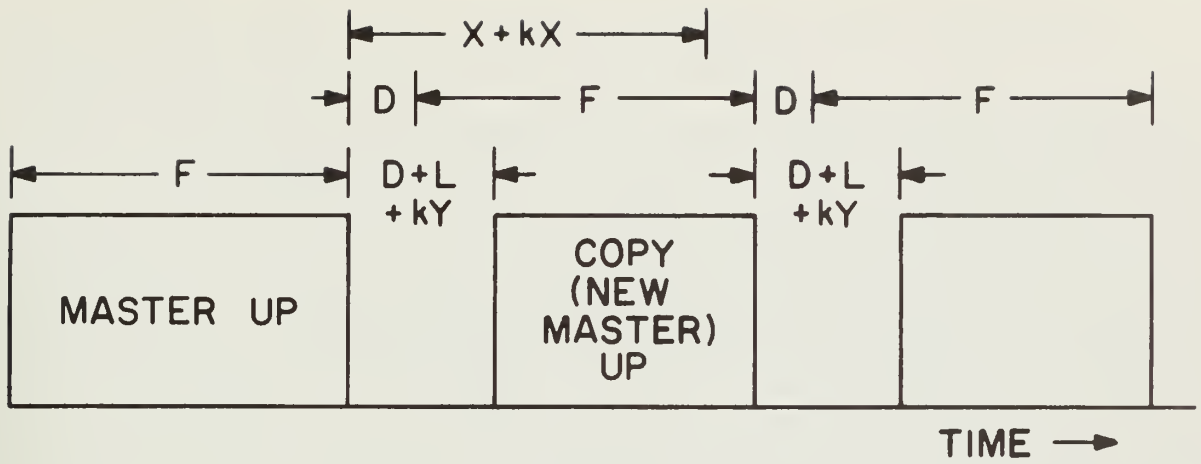 X + kX
D
F
D
F
F
D+L
+kY
D+L
+kY
MASTER UP
COPY
(NEW
MASTER)
UP
TIME